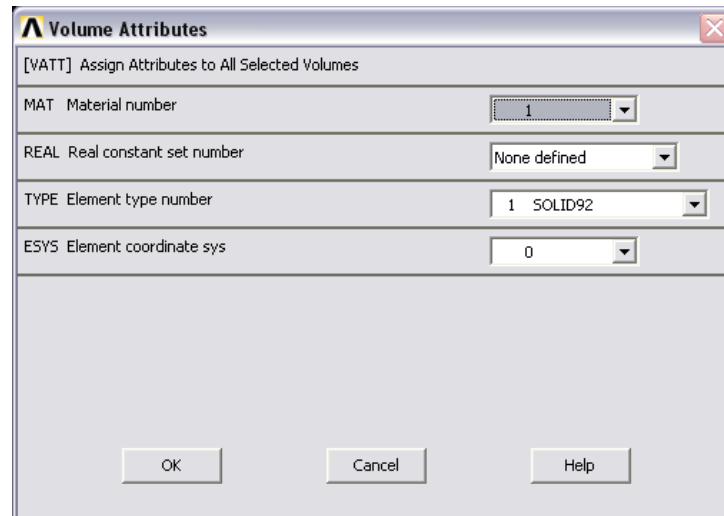 Volume Attributes
[VATT] Assign Attributes to All Selected Volumes
MAT Material number 1
REAL Real constant set number None defined
TYPE Element type number 1 SOLID92
ESYS Element coordinate sys 0
OK Cancel Help